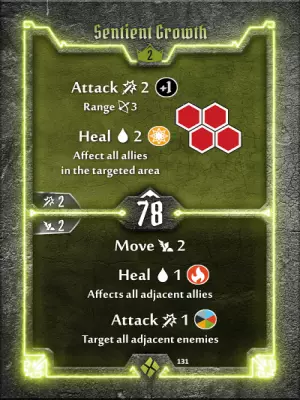 Sentient Growth
2
Attack 2 +1
Range 3
Heal 2
Affect all allies
in the targeted area
2
78
2
Move 2
Heal 1
Affects all adjacent allies
Attack 1
Target all adjacent enemies
131